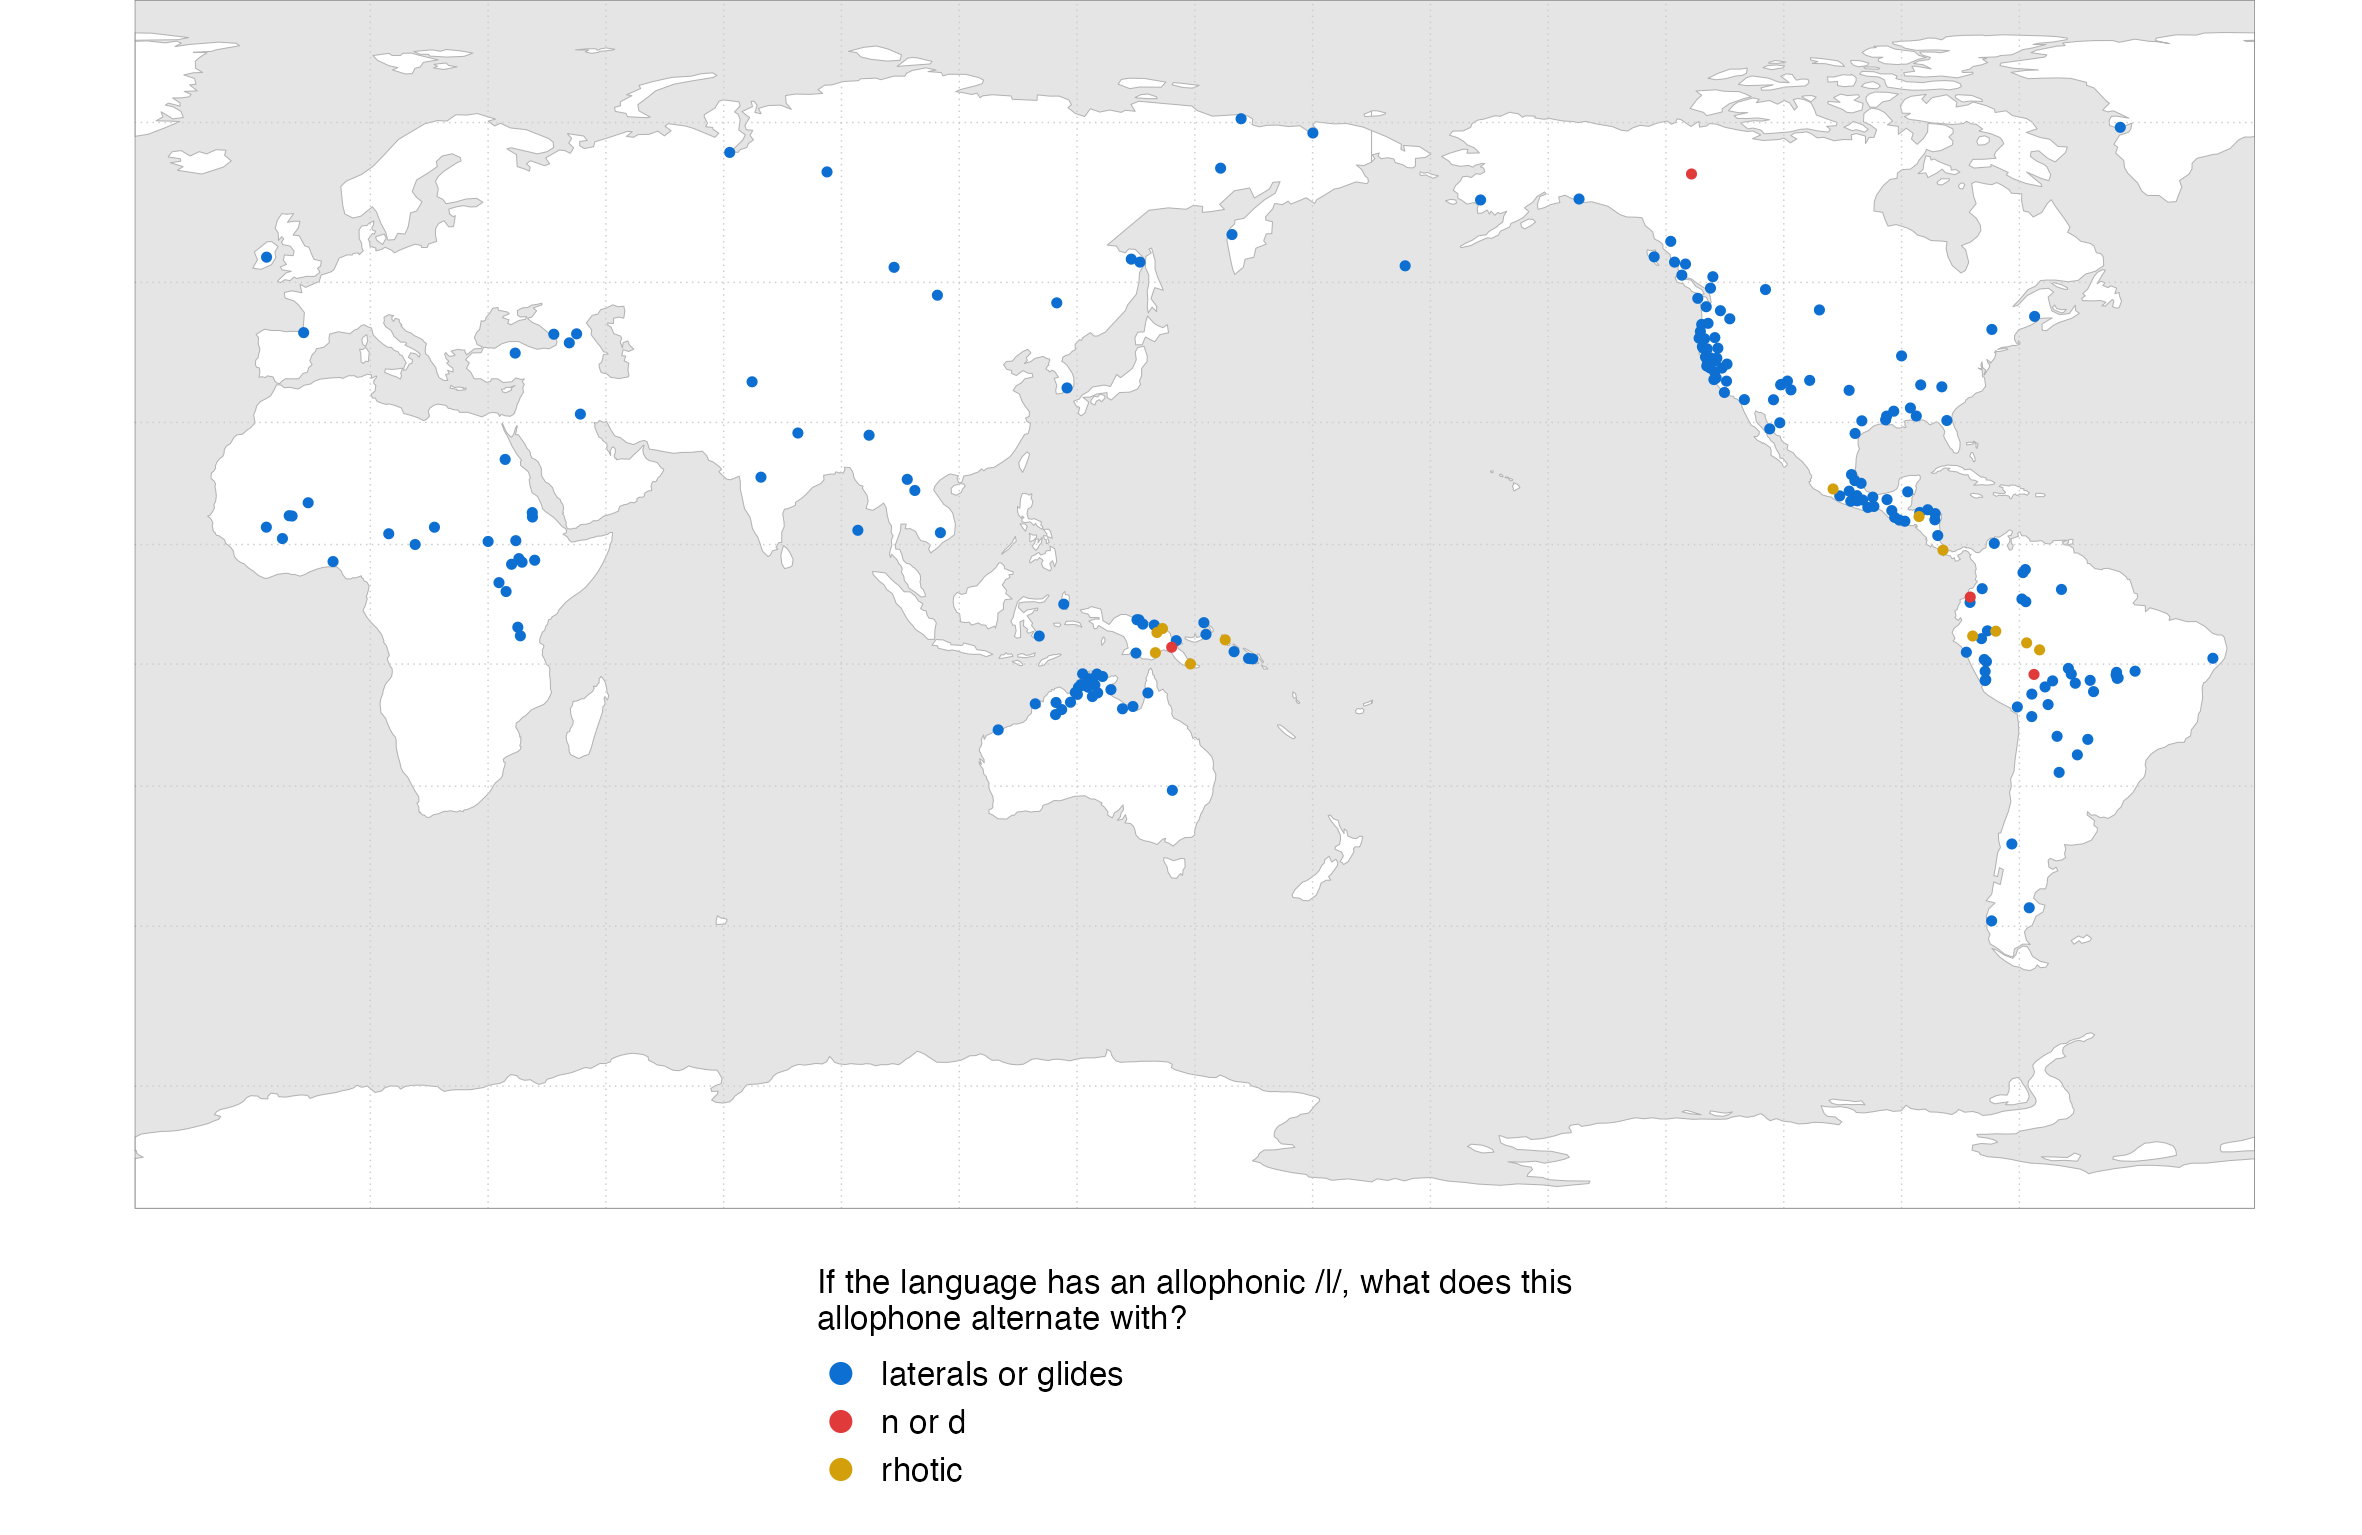 If the language has an allophonic /l/, what does this
allophone alternate with?
laterals or glides
n or d
rhotic